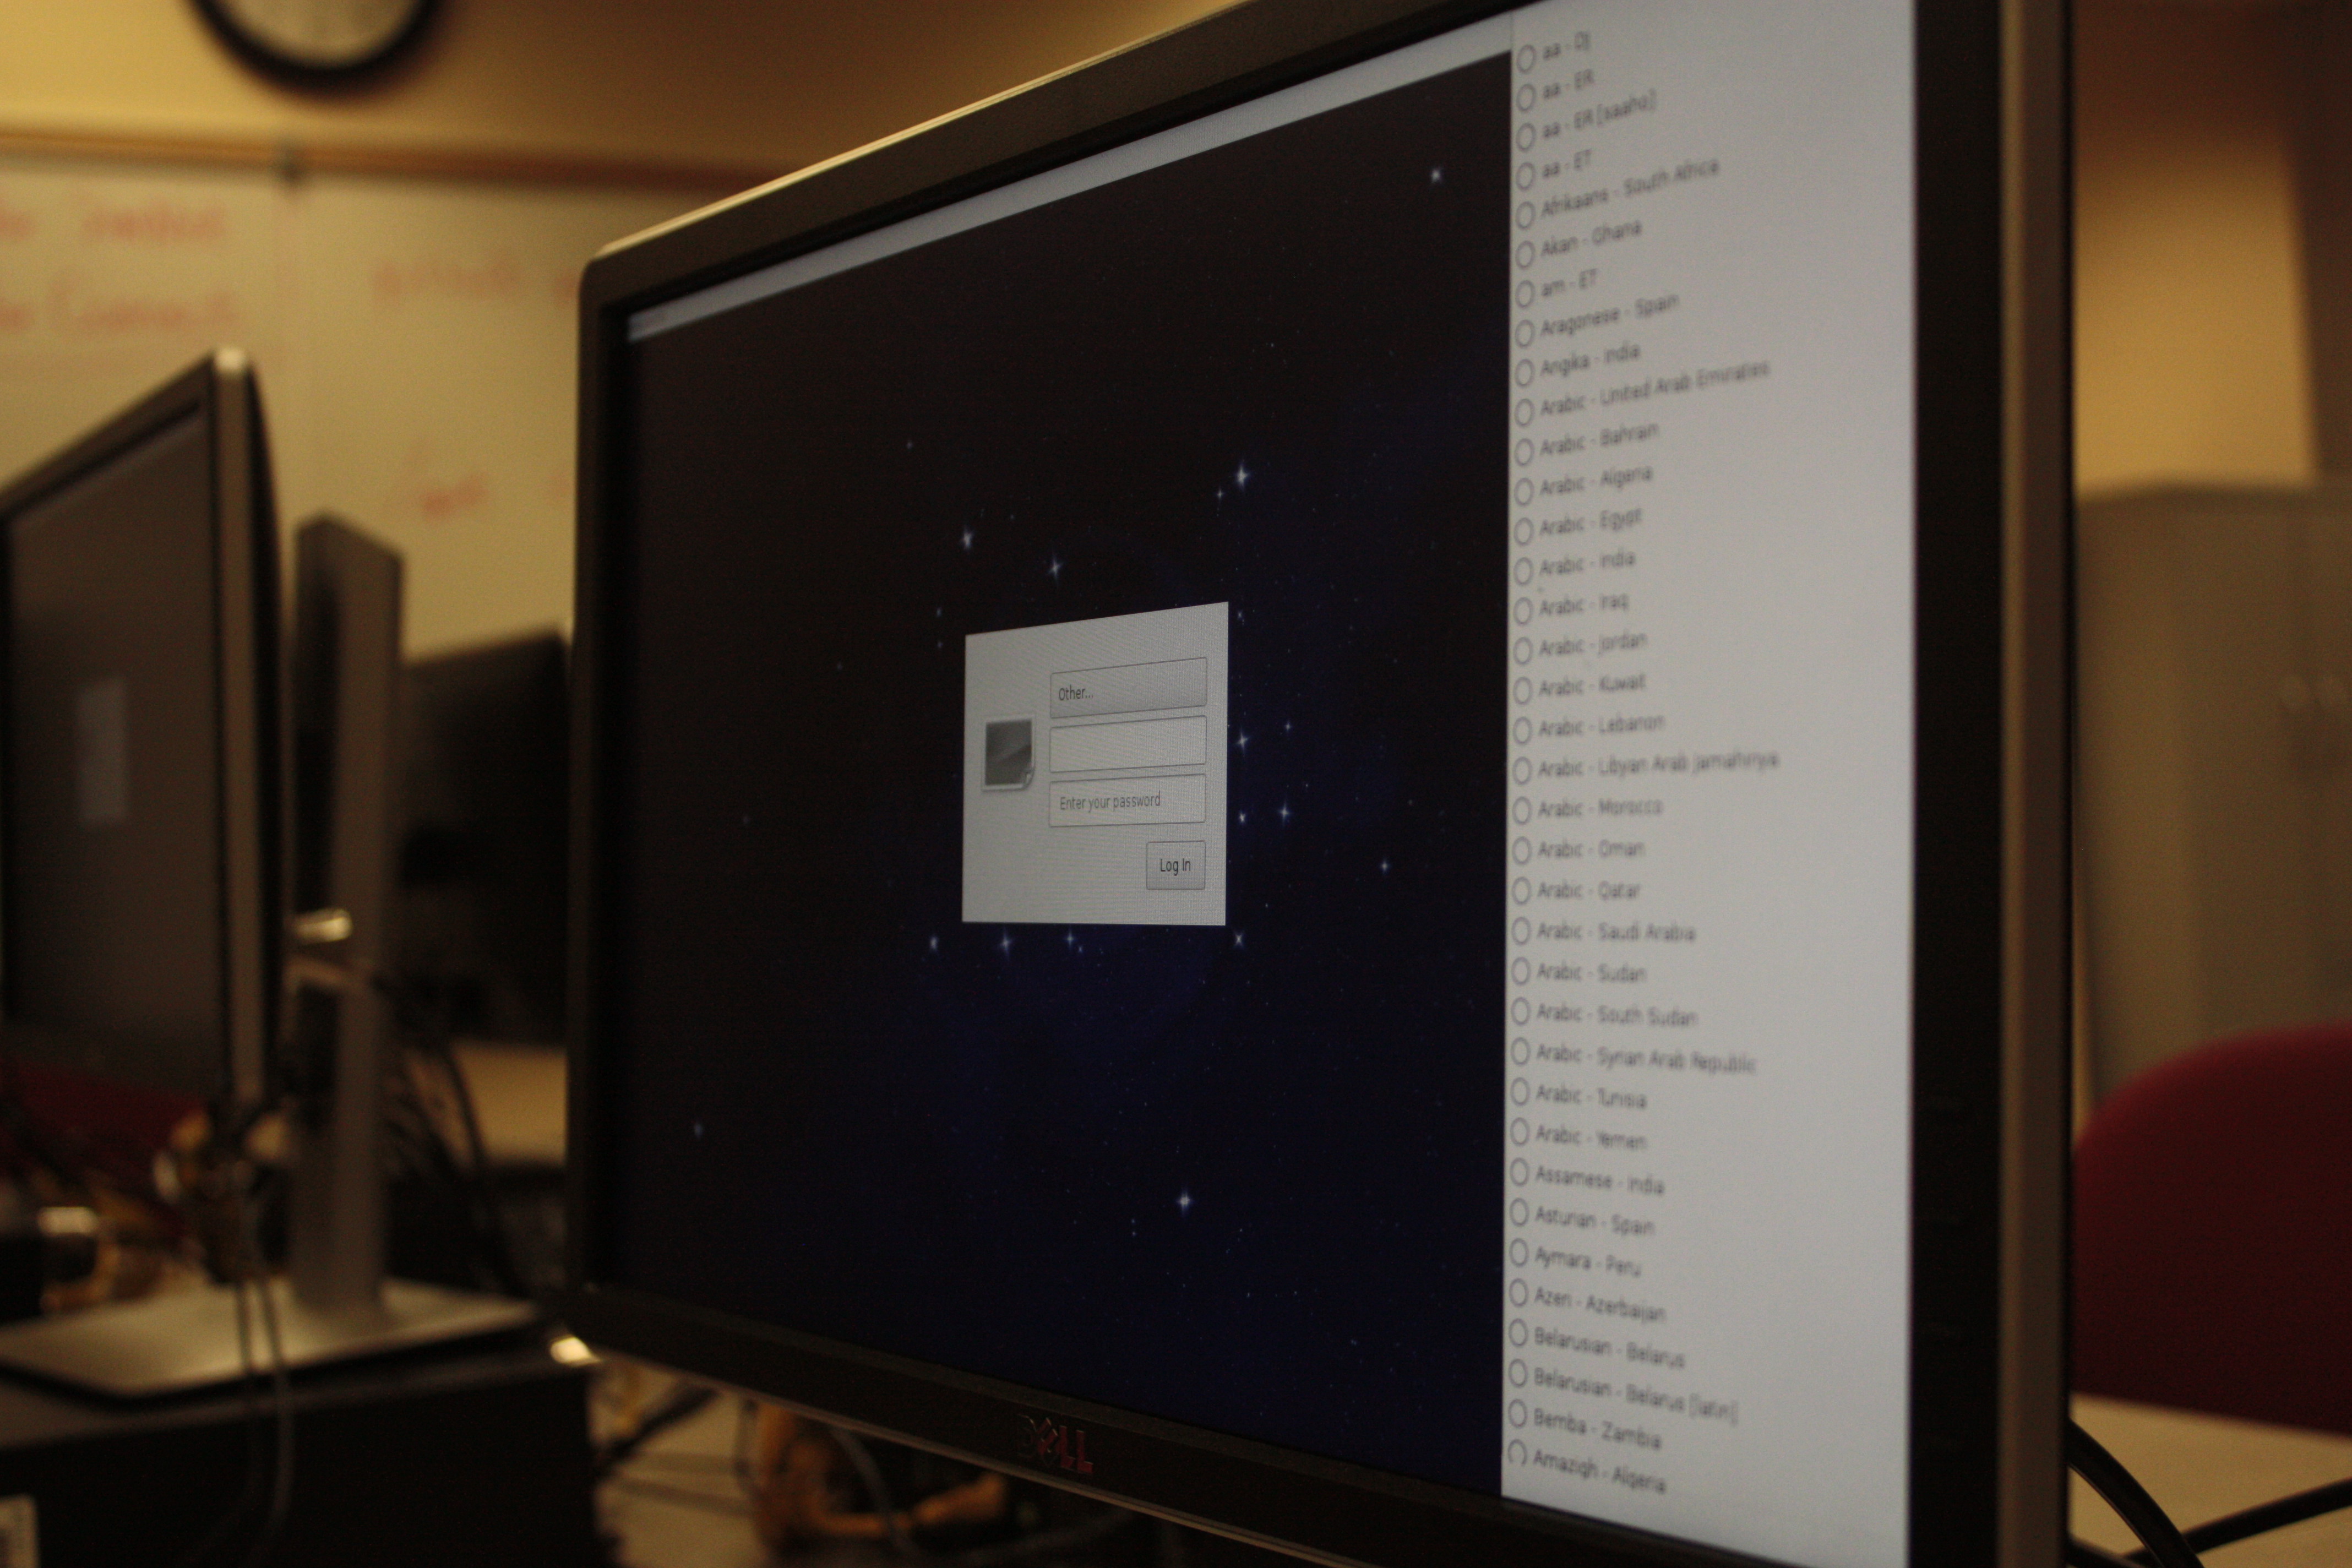 Other...
Enter your password
Log In
DELL
aa - DJ
aa - ER
aa - ER [saaho]
aa - ET
Afrikaans - South Africa
Akan - Ghana
am - ET
Aragonese - Spain
Angika - India
Arabic - United Arab Emirates
Arabic - Bahrain
Arabic - Algeria
Arabic - Egypt
Arabic - India
Arabic - Iraq
Arabic - Jordan
Arabic - Kuwait
Arabic - Lebanon
Arabic - Libyan Arab Jamahiriya
Arabic - Morocco
Arabic - Oman
Arabic - Qatar
Arabic - Saudi Arabia
Arabic - Sudan
Arabic - South Sudan
Arabic - Syrian Arab Republic
Arabic - Tunisia
Arabic - Yemen
Assamese - India
Asturian - Spain
Aymara - Peru
Azeri - Azerbaijan
Belarusian - Belarus
Belarusian - Belarus [latin]
Bemba - Zambia
Amazigh - Algeria